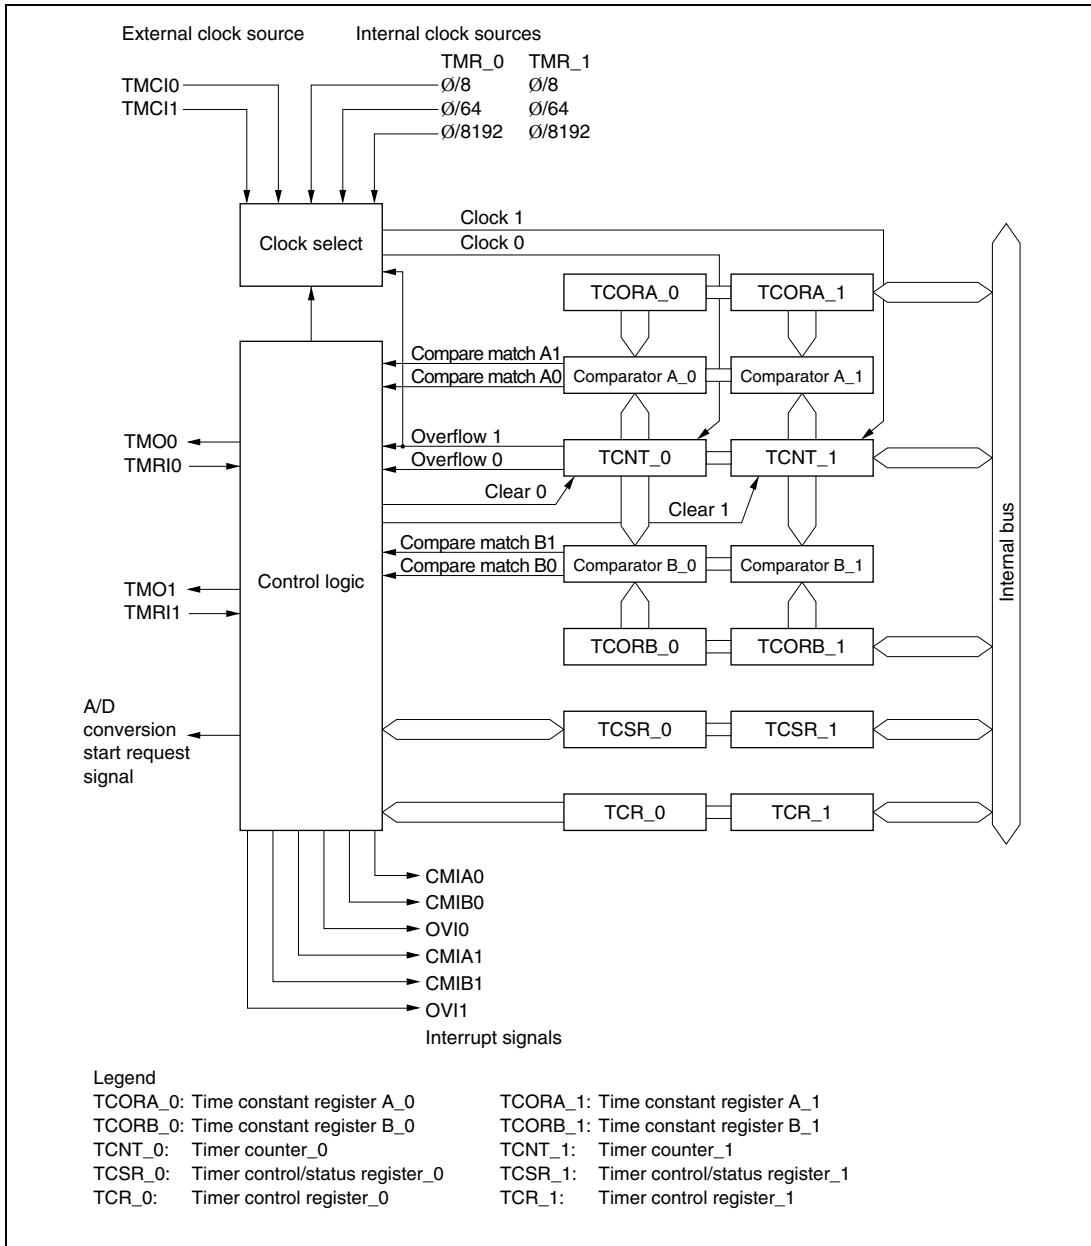 External clock source
Internal clock sources
TMR_0 TMR_1
TMCI0
Ø/8 Ø/8
TMCI1
Ø/64 Ø/64
Ø/8192 Ø/8192
Clock select
Clock 1
Clock 0
TCORA_0
TCORA_1
Compare match A1
Compare match A0
Comparator A_0
Comparator A_1
TMO0
TMRI0
Overflow 1
Overflow 0
TCNT_0
TCNT_1
Clear 0
Clear 1
Compare match B1
Compare match B0
Comparator B_0
Comparator B_1
Control logic
Internal bus
TMO1
TMRI1
TCORB_0
TCORB_1
A/D
conversion
start request
signal
TCSR_0
TCSR_1
TCR_0
TCR_1
CMIA0
CMIB0
OVI0
CMIA1
CMIB1
OVI1
Interrupt signals
Legend
TCORA_0: Time constant register A_0
TCORB_0: Time constant register B_0
TCNT_0: Timer counter_0
TCSR_0: Timer control/status register_0
TCR_0: Timer control register_0
TCORA_1: Time constant register A_1
TCORB_1: Time constant register B_1
TCNT_1: Timer counter_1
TCSR_1: Timer control/status register_1
TCR_1: Timer control register_1